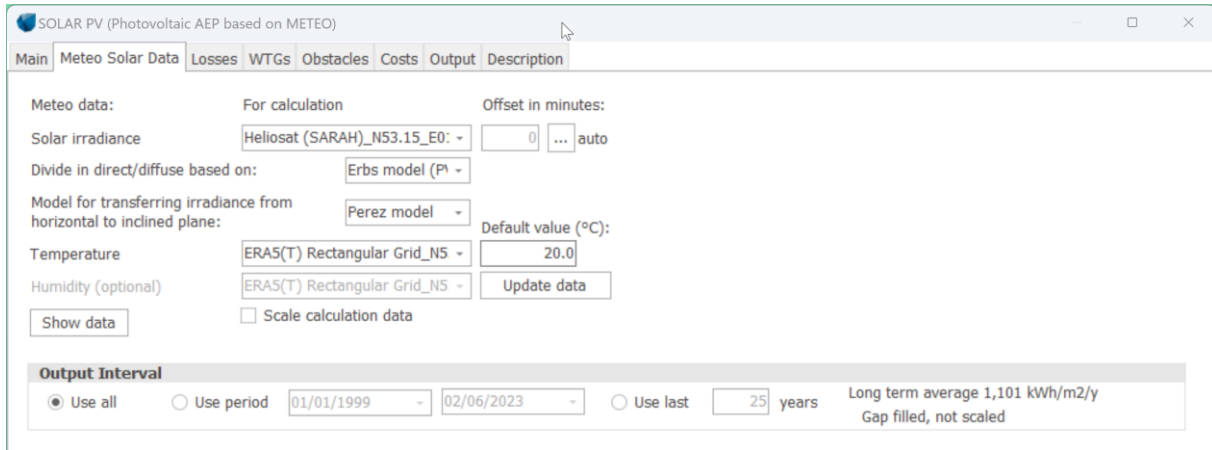 SOLAR PV (Photovoltaic AEP based on METEO)
Main Meteo Solar Data Losses WTGs Obstacles Costs Output Description
Meteo data: For calculation Offset in minutes:
Solar irradiance Heliosat (SARAH)_N53.15_E01 0 ... auto
Divide in direct/diffuse based on: Erbs model (PV
Model for transferring irradiance from
horizontal to inclined plane: Perez model
Default value (°C):
Temperature ERA5(T) Rectangular Grid_N5 20.0
Humidity (optional) ERA5(T) Rectangular Grid_N5 Update data
Show data Scale calculation data
Output Interval
Use all Use period 01/01/1999 02/06/2023 Use last 25 years Long term average 1,101 kWh/m2/y
Gap filled, not scaled